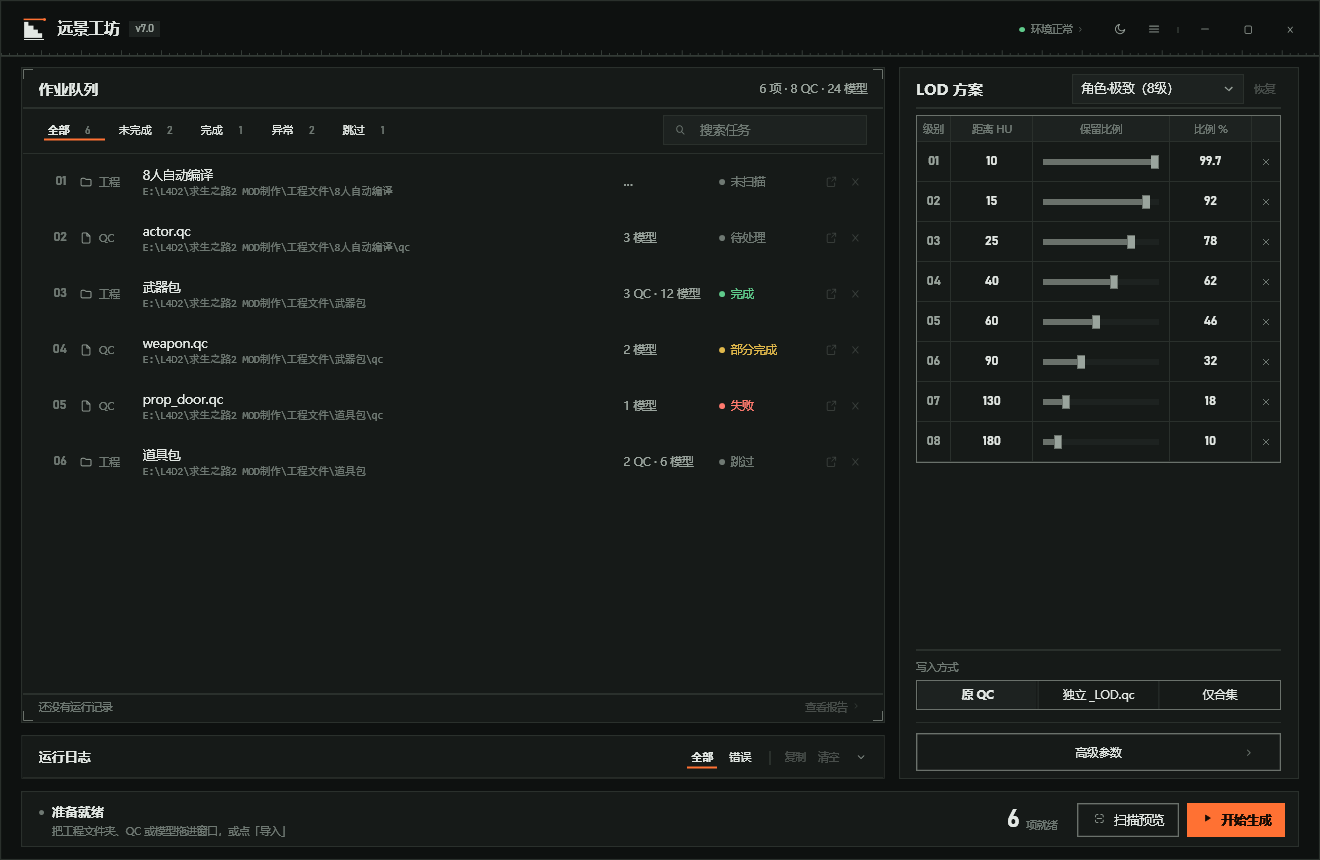 远景工坊 v7.0
环境正常
作业队列
6 项 · 8 QC · 24 模型
全部 6 未完成 2 完成 1 异常 2 跳过 1
搜索任务
01 工程 8人自动编译 ... 未扫描
E:\L4D2\求生之路2 MOD制作\工程文件\8人自动编译
02 QC actor.qc 3 模型 待处理
E:\L4D2\求生之路2 MOD制作\工程文件\8人自动编译\qc
03 工程 武器包 3 QC · 12 模型 完成
E:\L4D2\求生之路2 MOD制作\工程文件\武器包
04 QC weapon.qc 2 模型 部分完成
E:\L4D2\求生之路2 MOD制作\工程文件\武器包\qc
05 QC prop_door.qc 1 模型 失败
E:\L4D2\求生之路2 MOD制作\工程文件\道具包\qc
06 工程 道具包 2 QC · 6 模型 跳过
E:\L4D2\求生之路2 MOD制作\工程文件\道具包
还没有运行记录
查看报告
运行日志
全部 错误 复制 清空
LOD 方案
角色·极致（8级）
恢复
级别 距离 HU 保留比例 比例 %
01 10 99.7
02 15 92
03 25 78
04 40 62
05 60 46
06 90 32
07 130 18
08 180 10
写入方式
原 QC 独立 _LOD.qc 仅合集
高级参数
准备就绪
把工程文件夹、QC 或模型拖进窗口，或点「导入」
6 项就绪
扫描预览
开始生成